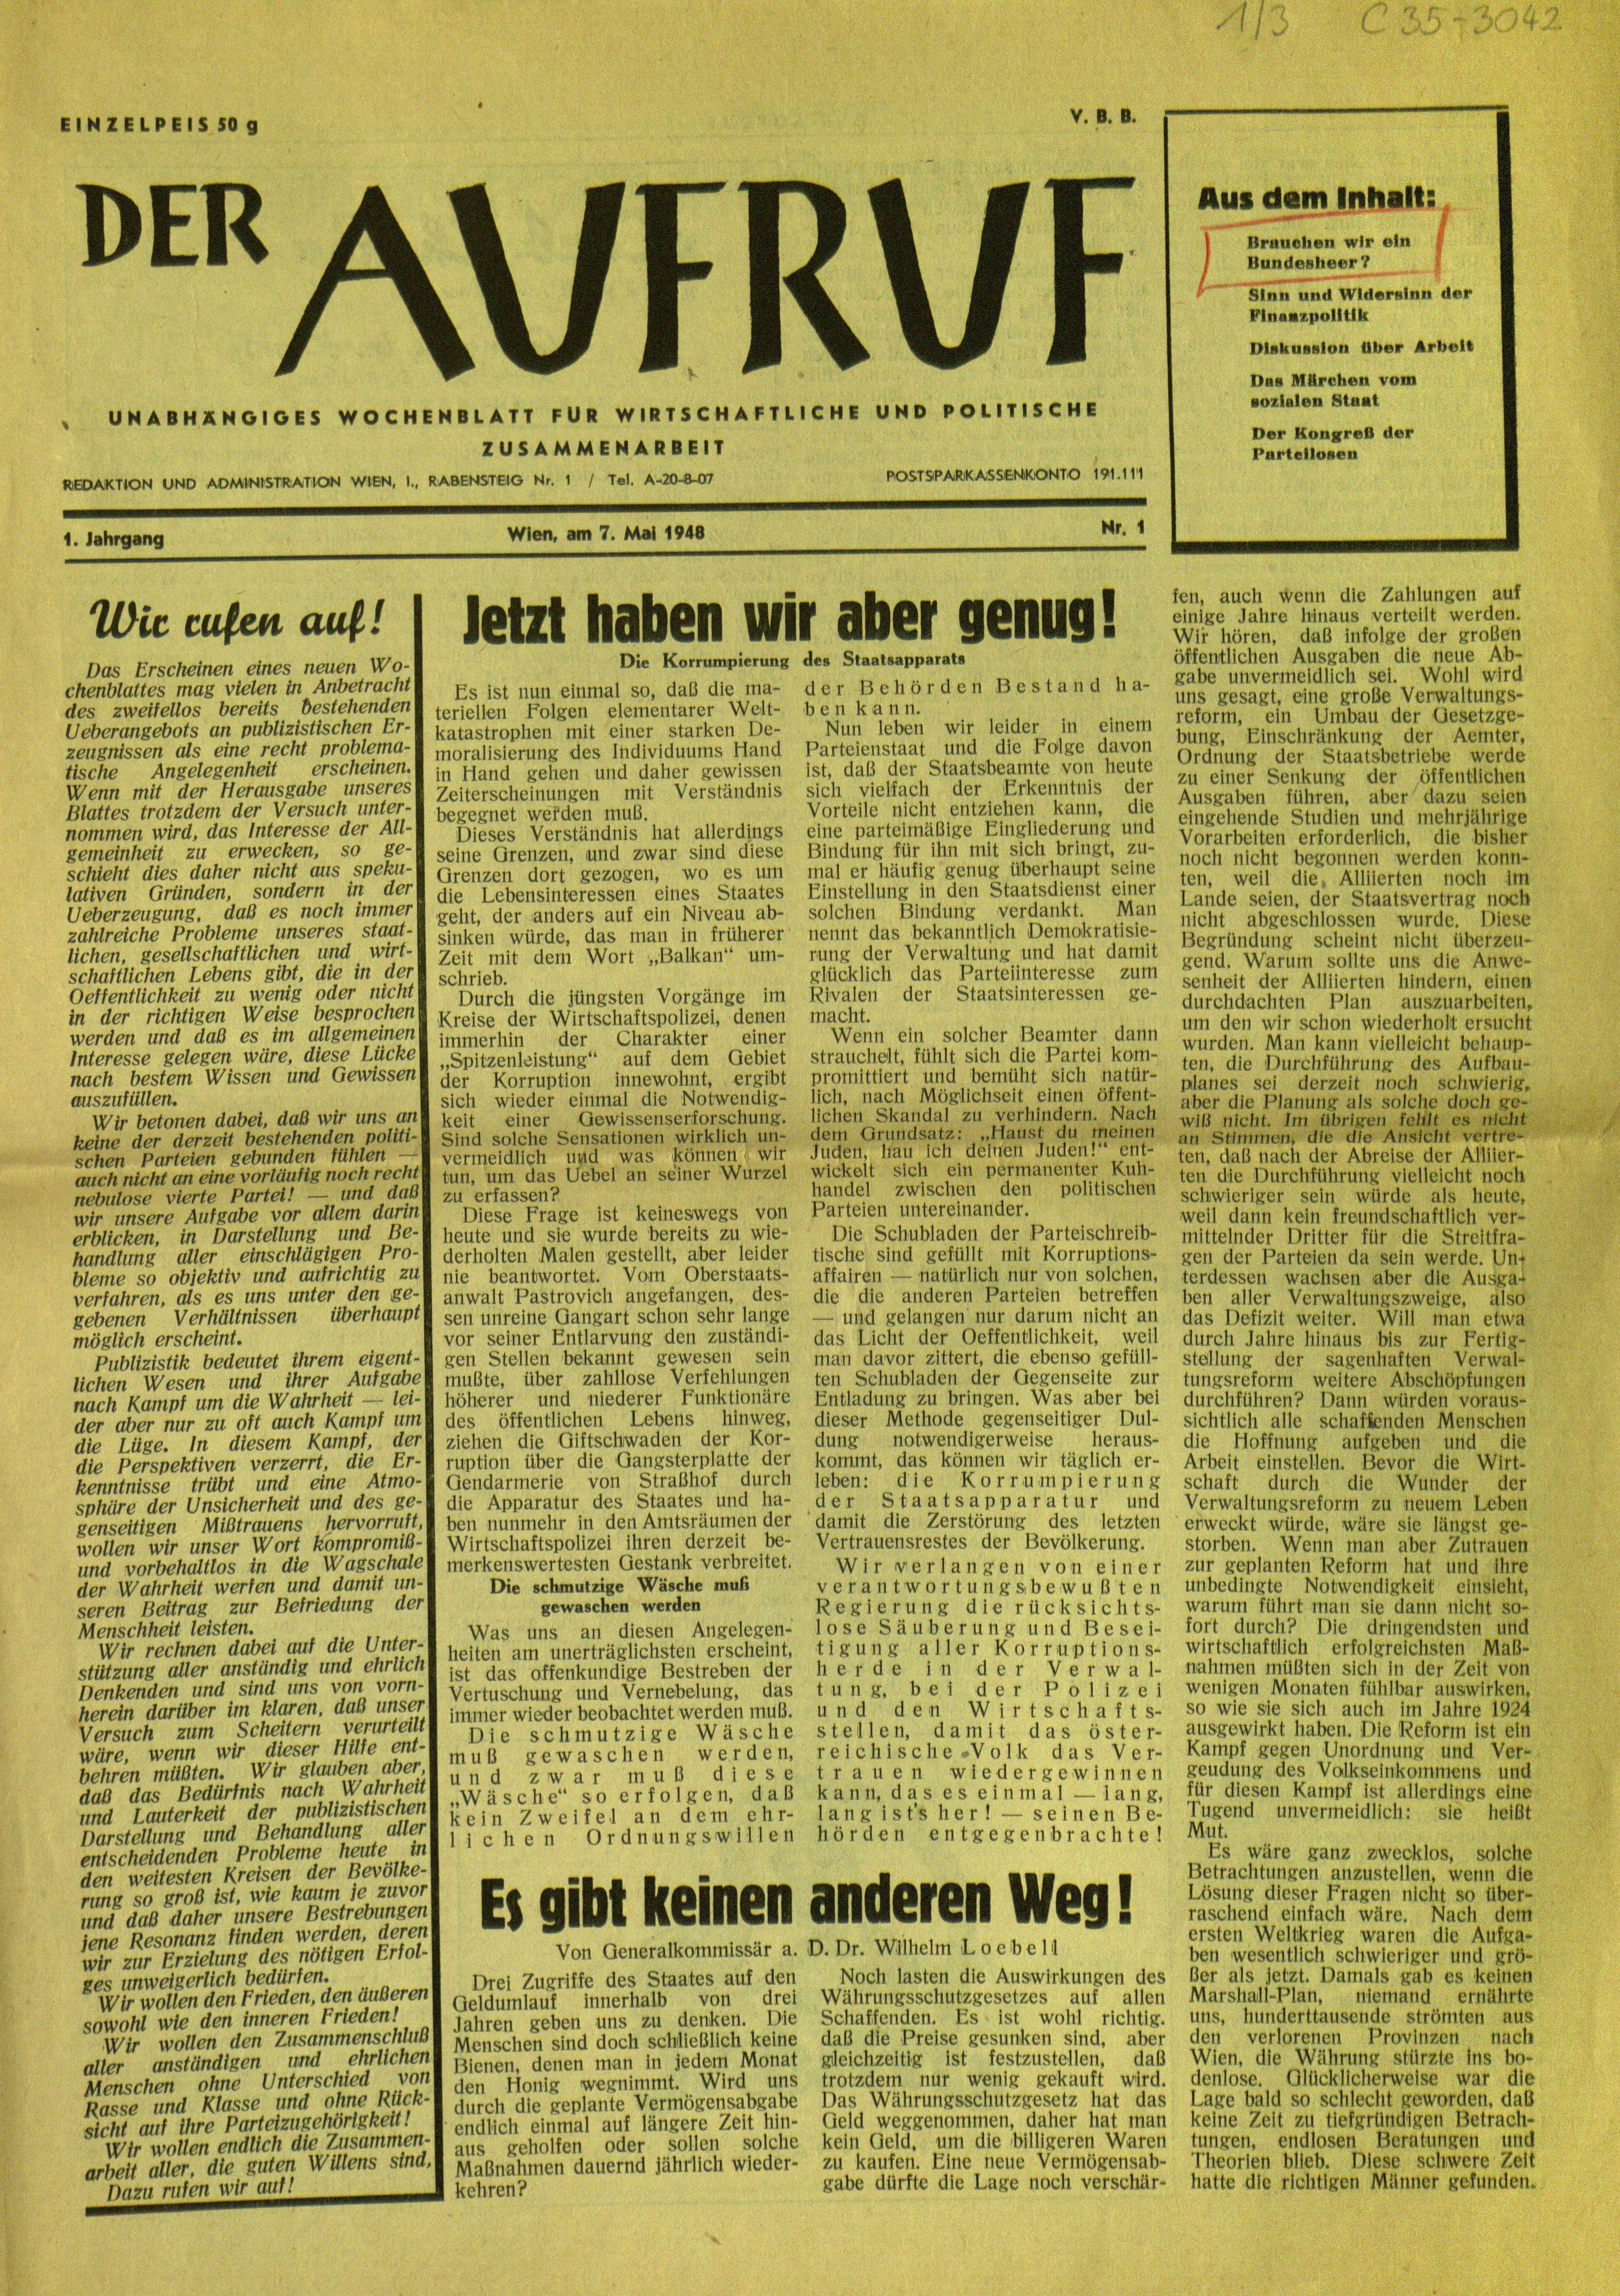 1/3 C 35-3042
EINZELPEIS 50 g
V. B. B.
DER AUFRUF
UNABHÄNGIGES WOCHENBLATT FÜR WIRTSCHAFTLICHE UND POLITISCHE
ZUSAMMENARBEIT
REDAKTION UND ADMINISTRATION WIEN, I., RABENSTEIG Nr. 1 / Tel. A-20-8-07
POSTSPARKASSENKONTO 191.111
1. Jahrgang
Wien, am 7. Mai 1948
Nr. 1
Aus dem Inhalt:
Brauchen wir ein
Bundesheer?
Sinn und Widersinn der
Finanzpolitik
Diskussion über Arbeit
Das Märchen vom
sozialen Staat
Der Kongreß der
Parteilosen
Wir rufen auf!
Das Erscheinen eines neuen Wo-
chenblattes mag vielen in Anbetracht
des zweifellos bereits bestehenden
Ueberangebots an publizistischen Er-
zeugnissen als eine recht problema-
tische Angelegenheit erscheinen.
Wenn mit der Herausgabe unseres
Blattes trotzdem der Versuch unter-
nommen wird, das Interesse der All-
gemeinheit zu erwecken, so ge-
schieht dies daher nicht aus speku-
lativen Gründen, sondern in der
Ueberzeugung, daß es noch immer
zahlreiche Probleme unseres staat-
lichen, gesellschaftlichen und wirt-
schaftlichen Lebens gibt, die in der
Oeffentlichkeit zu wenig oder nicht
in der richtigen Weise besprochen
werden und daß es im allgemeinen
Interesse gelegen wäre, diese Lücke
nach bestem Wissen und Gewissen
auszufüllen.
Wir betonen dabei, daß wir uns an
keine der derzeit bestehenden politi-
schen Parteien gebunden fühlen —
auch nicht an eine vorläufig noch recht
nebulose vierte Partei! — und daß
wir unsere Aufgabe vor allem darin
erblicken, in Darstellung und Be-
handlung aller einschlägigen Pro-
bleme so objektiv und aufrichtig zu
verfahren, als es uns unter den ge-
gebenen Verhältnissen überhaupt
möglich erscheint.
Publizistik bedeutet ihrem eigent-
lichen Wesen und ihrer Aufgabe
nach Kampf um die Wahrheit — lei-
der aber nur zu oft auch Kampf um
die Lüge. In diesem Kampf, der
die Perspektiven verzerrt, die Er-
kenntnisse trübt und eine Atmo-
sphäre der Unsicherheit und des ge-
genseitigen Mißtrauens hervorruft,
wollen wir unser Wort kompromiß-
und vorbehaltlos in die Wagschale
der Wahrheit werfen und damit un-
seren Beitrag zur Befriedung der
Menschheit leisten.
Wir rechnen dabei auf die Unter-
stützung aller anständig und ehrlich
Denkenden und sind uns von vorn-
herein darüber im klaren, daß unser
Versuch zum Scheitern verurteilt
wäre, wenn wir dieser Hilfe ent-
behren müßten. Wir glauben aber,
daß das Bedürfnis nach Wahrheit
und Lauterkeit der publizistischen
Darstellung und Behandlung aller
entscheidenden Probleme heute in
den weitesten Kreisen der Bevölke-
rung so groß ist, wie kaum je zuvor
und daß daher unsere Bestrebungen
jene Resonanz finden werden, deren
wir zur Erzielung des nötigen Erfol-
ges unweigerlich bedürfen.
Wir wollen den Frieden, den äußeren
sowohl wie den inneren Frieden!
Wir wollen den Zusammenschluß
aller anständigen und ehrlichen
Menschen ohne Unterschied von
Rasse und Klasse und ohne Rück-
sicht auf ihre Parteizugehörigkeit!
Wir wollen endlich die Zusammen-
arbeit aller, die guten Willens sind.
Dazu rufen wir auf!
Jetzt haben wir aber genug!
Die Korrumpierung des Staatsapparats
Es ist nun einmal so, daß die ma-
teriellen Folgen elementarer Welt-
katastrophen mit einer starken De-
moralisierung des Individuums Hand
in Hand gehen und daher gewissen
Zeiterscheinungen mit Verständnis
begegnet werden muß.
Dieses Verständnis hat allerdings
seine Grenzen, und zwar sind diese
Grenzen dort gezogen, wo es um
die Lebensinteressen eines Staates
geht, der anders auf ein Niveau ab-
sinken würde, das man in früherer
Zeit mit dem Wort „Balkan“ um-
schrieb.
Durch die jüngsten Vorgänge im
Kreise der Wirtschaftspolizei, denen
immerhin der Charakter einer
„Spitzenleistung“ auf dem Gebiet
der Korruption innewohnt, ergibt
sich wieder einmal die Notwendig-
keit einer Gewissenserforschung.
Sind solche Sensationen wirklich un-
vermeidlich und was können wir
tun, um das Uebel an seiner Wurzel
zu erfassen?
Diese Frage ist keineswegs von
heute und sie wurde bereits zu wie-
derholten Malen gestellt, aber leider
nie beantwortet. Vom Oberstaats-
anwalt Pastrovich angefangen, des-
sen unreine Gangart schon sehr lange
vor seiner Entlarvung den zuständi-
gen Stellen bekannt gewesen sein
mußte, über zahllose Verfehlungen
höherer und niederer Funktionäre
des öffentlichen Lebens hinweg,
ziehen die Giftschwaden der Kor-
ruption über die Gangsterplatte der
Gendarmerie von Straßhof durch
die Apparatur des Staates und ha-
ben nunmehr in den Amtsräumen der
Wirtschaftspolizei ihren derzeit be-
merkenswertesten Gestank verbreitet.
Die schmutzige Wäsche muß
gewaschen werden
Was uns an diesen Angelegen-
heiten am unerträglichsten erscheint,
ist das offenkundige Bestreben der
Vertuschung und Vernebelung, das
immer wieder beobachtet werden muß.
Die schmutzige Wäsche
muß gewaschen werden,
und zwar muß diese
„Wäsche“ so erfolgen, daß
kein Zweifel an dem ehr-
lichen Ordnungswillen
der Behörden Bestand ha-
ben kann.
Nun leben wir leider in einem
Parteienstaat und die Folge davon
ist, daß der Staatsbeamte von heute
sich vielfach der Erkenntnis der
Vorteile nicht entziehen kann, die
eine parteimäßige Eingliederung und
Bindung für ihn mit sich bringt, zu-
mal er häufig genug überhaupt seine
Einstellung in den Staatsdienst einer
solchen Bindung verdankt. Man
nennt das bekanntlich Demokratisie-
rung der Verwaltung und hat damit
glücklich das Parteiinteresse zum
Rivalen der Staatsinteressen ge-
macht.
Wenn ein solcher Beamter dann
strauchelt, fühlt sich die Partei kom-
promittiert und bemüht sich natür-
lich, nach Möglichseit einen öffent-
lichen Skandal zu verhindern. Nach
dem Grundsatz: „Haust du meinen
Juden, hau ich deinen Juden!“ ent-
wickelt sich ein permanenter Kuh-
handel zwischen den politischen
Parteien untereinander.
Die Schubladen der Parteischreib-
tische sind gefüllt mit Korruptions-
affairen — natürlich nur von solchen,
die die anderen Parteien betreffen
— und gelangen nur darum nicht an
das Licht der Oeffentlichkeit, weil
man davor zittert, die ebenso gefüll-
ten Schubladen der Gegenseite zur
Entladung zu bringen. Was aber bei
dieser Methode gegenseitiger Dul-
dung notwendigerweise heraus-
kommt, das können wir täglich er-
leben: die Korrumpierung
der Staatsapparatur und
damit die Zerstörung des letzten
Vertrauensrestes der Bevölkerung.
Wir verlangen von einer
verantwortungsbewußten
Regierung die rücksichts-
lose Säuberung und Besei-
tigung aller Korruptions-
herde in der Verwal-
tung, bei der Polizei
und den Wirtschafts-
stellen, damit das öster-
reichische Volk das Ver-
trauen wiedergewinnen
kann, das es einmal — lang,
lang ist's her! — seinen Be-
hörden entgegenbrachte!
Es gibt keinen anderen Weg!
Von Generalkommissär a. D. Dr. Wilhelm Loebell
Drei Zugriffe des Staates auf den
Geldumlauf innerhalb von drei
Jahren geben uns zu denken. Die
Menschen sind doch schließlich keine
Bienen, denen man in jedem Monat
den Honig wegnimmt. Wird uns
durch die geplante Vermögensabgabe
endlich einmal auf längere Zeit hin-
aus geholfen oder sollen solche
Maßnahmen dauernd jährlich wieder-
kehren?
Noch lasten die Auswirkungen des
Währungsschutzgesetzes auf allen
Schaffenden. Es ist wohl richtig.
daß die Preise gesunken sind, aber
gleichzeitig ist festzustellen, daß
trotzdem nur wenig gekauft wird.
Das Währungsschutzgesetz hat das
Geld weggenommen, daher hat man
kein Geld, um die billigeren Waren
zu kaufen. Eine neue Vermögensab-
gabe dürfte die Lage noch verschär-
fen, auch wenn die Zahlungen auf
einige Jahre hinaus verteilt werden.
Wir hören, daß infolge der großen
öffentlichen Ausgaben die neue Ab-
gabe unvermeidlich sei. Wohl wird
uns gesagt, eine große Verwaltungs-
reform, ein Umbau der Gesetzge-
bung, Einschränkung der Aemter,
Ordnung der Staatsbetriebe werde
zu einer Senkung der öffentlichen
Ausgaben führen, aber dazu seien
eingehende Studien und mehrjährige
Vorarbeiten erforderlich, die bisher
noch nicht begonnen werden konn-
ten, weil die Alliierten noch im
Lande seien, der Staatsvertrag noch
nicht abgeschlossen wurde. Diese
Begründung scheint nicht überzeu-
gend. Warum sollte uns die Anwe-
senheit der Alliierten hindern, einen
durchdachten Plan auszuarbeiten,
um den wir schon wiederholt ersucht
wurden. Man kann vielleicht behaup-
ten, die Durchführung des Aufbau-
planes sei derzeit noch schwierig,
aber die Planung als solche doch ge-
wiß nicht. Im übrigen fehlt es nicht
an Stimmen, die die Ansicht vertre-
ten, daß nach der Abreise der Alliier-
ten die Durchführung vielleicht noch
schwieriger sein würde als heute,
weil dann kein freundschaftlich ver-
mittelnder Dritter für die Streitfra-
gen der Parteien da sein werde. Un-
terdessen wachsen aber die Ausga-
ben aller Verwaltungszweige, also
das Defizit weiter. Will man etwa
durch Jahre hinaus bis zur Fertig-
stellung der sagenhaften Verwal-
tungsreform weitere Abschöpfungen
durchführen? Dann würden voraus-
sichtlich alle schaffenden Menschen
die Hoffnung aufgeben und die
Arbeit einstellen. Bevor die Wirt-
schaft durch die Wunder der
Verwaltungsreform zu neuem Leben
erweckt würde, wäre sie längst ge-
storben. Wenn man aber Zutrauen
zur geplanten Reform hat und ihre
unbedingte Notwendigkeit einsieht,
warum führt man sie dann nicht so-
fort durch? Die dringendsten und
wirtschaftlich erfolgreichsten Maß-
nahmen müßten sich in der Zeit von
wenigen Monaten fühlbar auswirken,
so wie sie sich auch im Jahre 1924
ausgewirkt haben. Die Reform ist ein
Kampf gegen Unordnung und Ver-
geudung des Volkseinkommens und
für diesen Kampf ist allerdings eine
Tugend unvermeidlich: sie heißt
Mut.
Es wäre ganz zwecklos, solche
Betrachtungen anzustellen, wenn die
Lösung dieser Fragen nicht so über-
raschend einfach wäre. Nach dem
ersten Weltkrieg waren die Aufga-
ben wesentlich schwieriger und grö-
ßer als jetzt. Damals gab es keinen
Marshall-Plan, niemand ernährte
uns, hunderttausende strömten aus
den verlorenen Provinzen nach
Wien, die Währung stürzte ins bo-
denlose. Glücklicherweise war die
Lage bald so schlecht geworden, daß
keine Zeit zu tiefgründigen Betrach-
tungen, endlosen Beratungen und
Theorien blieb. Diese schwere Zeit
hatte die richtigen Männer gefunden.